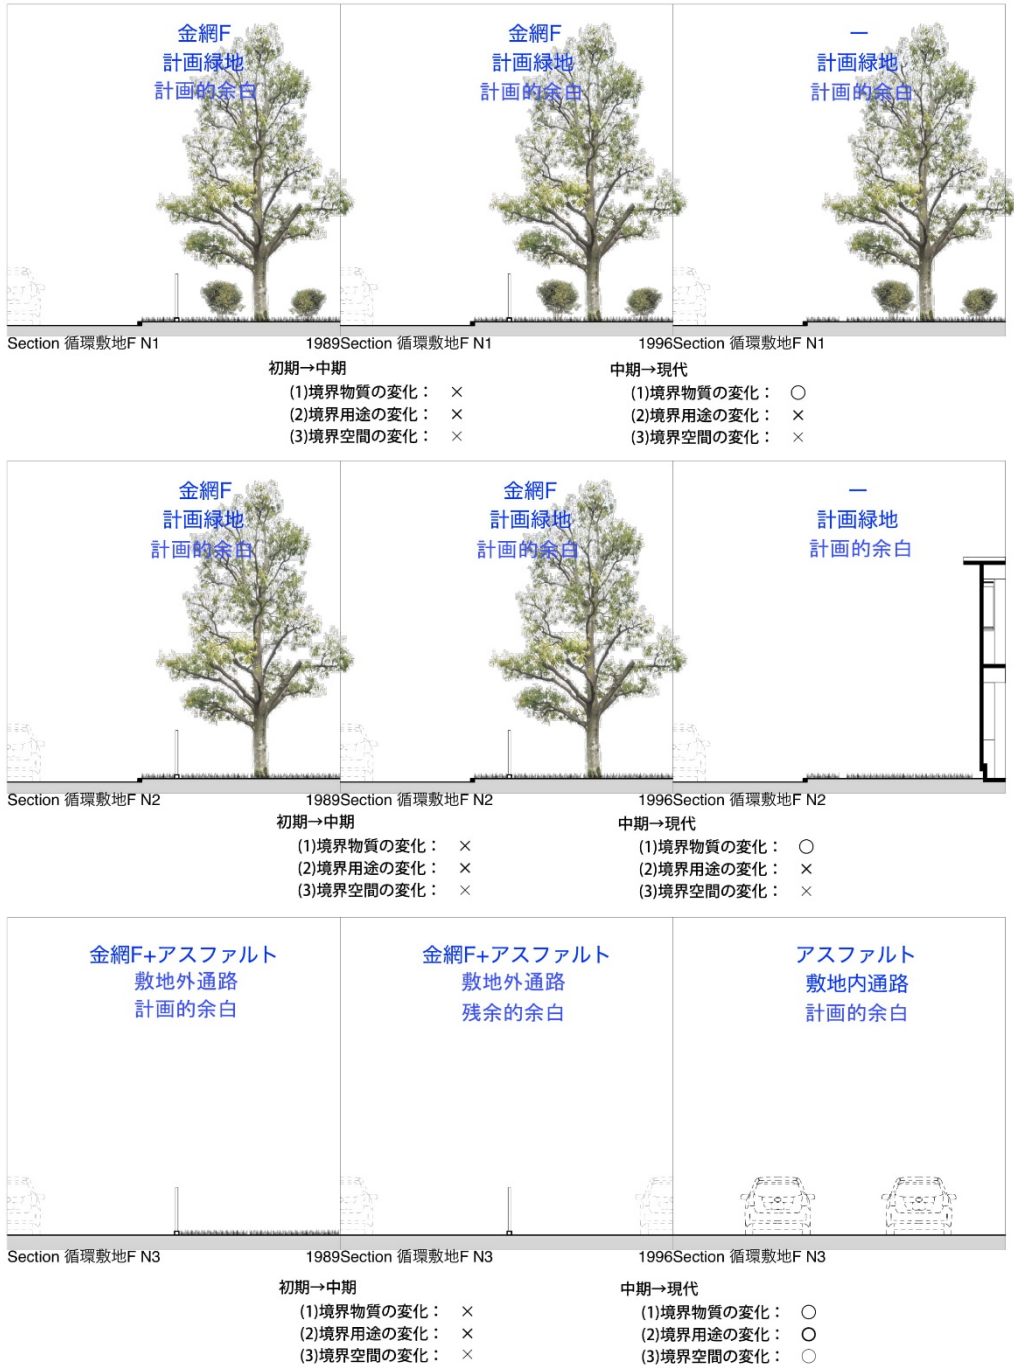 金網F
計画緑地
計画的余白
金網F
計画緑地
計画的余白
—
計画緑地
計画的余白
Section 循環敷地F N1
1989Section 循環敷地F N1
1996Section 循環敷地F N1
初期→中期
(1)境界物質の変化： ×
(2)境界用途の変化： ×
(3)境界空間の変化： ×
中期→現代
(1)境界物質の変化： ○
(2)境界用途の変化： ×
(3)境界空間の変化： ×
金網F
計画緑地
計画的余白
金網F
計画緑地
計画的余白
—
計画緑地
計画的余白
Section 循環敷地F N2
1989Section 循環敷地F N2
1996Section 循環敷地F N2
初期→中期
(1)境界物質の変化： ×
(2)境界用途の変化： ×
(3)境界空間の変化： ×
中期→現代
(1)境界物質の変化： ○
(2)境界用途の変化： ×
(3)境界空間の変化： ×
金網F+アスファルト
敷地外通路
計画的余白
金網F+アスファルト
敷地外通路
残余的余白
アスファルト
敷地内通路
計画的余白
Section 循環敷地F N3
1989Section 循環敷地F N3
1996Section 循環敷地F N3
初期→中期
(1)境界物質の変化： ×
(2)境界用途の変化： ×
(3)境界空間の変化： ×
中期→現代
(1)境界物質の変化： ○
(2)境界用途の変化： ○
(3)境界空間の変化： ○